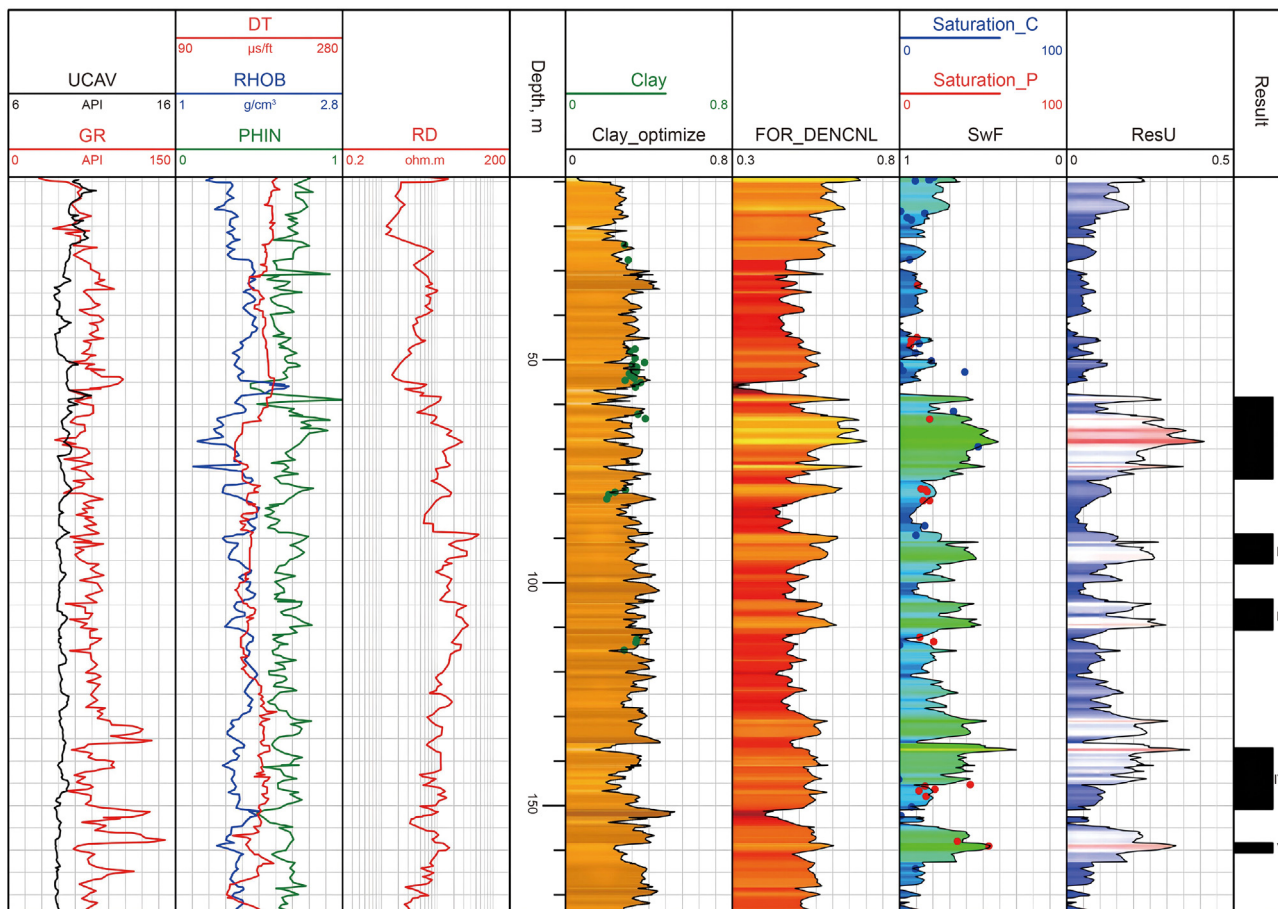 DT
90 µs/ft 280
UCAV
6 API 16
RHOB
1 g/cm³ 2.8
GR
0 API 150
PHIN
0 1
RD
0.2 ohm.m 200
Depth, m
Clay
0 0.8
Clay_optimize
0 0.8
FOR_DENCNL
0.3 0.8
Saturation_C
0 100
Saturation_P
0 100
SwF
1 0
ResU
0 0.5
Result
50
100
150